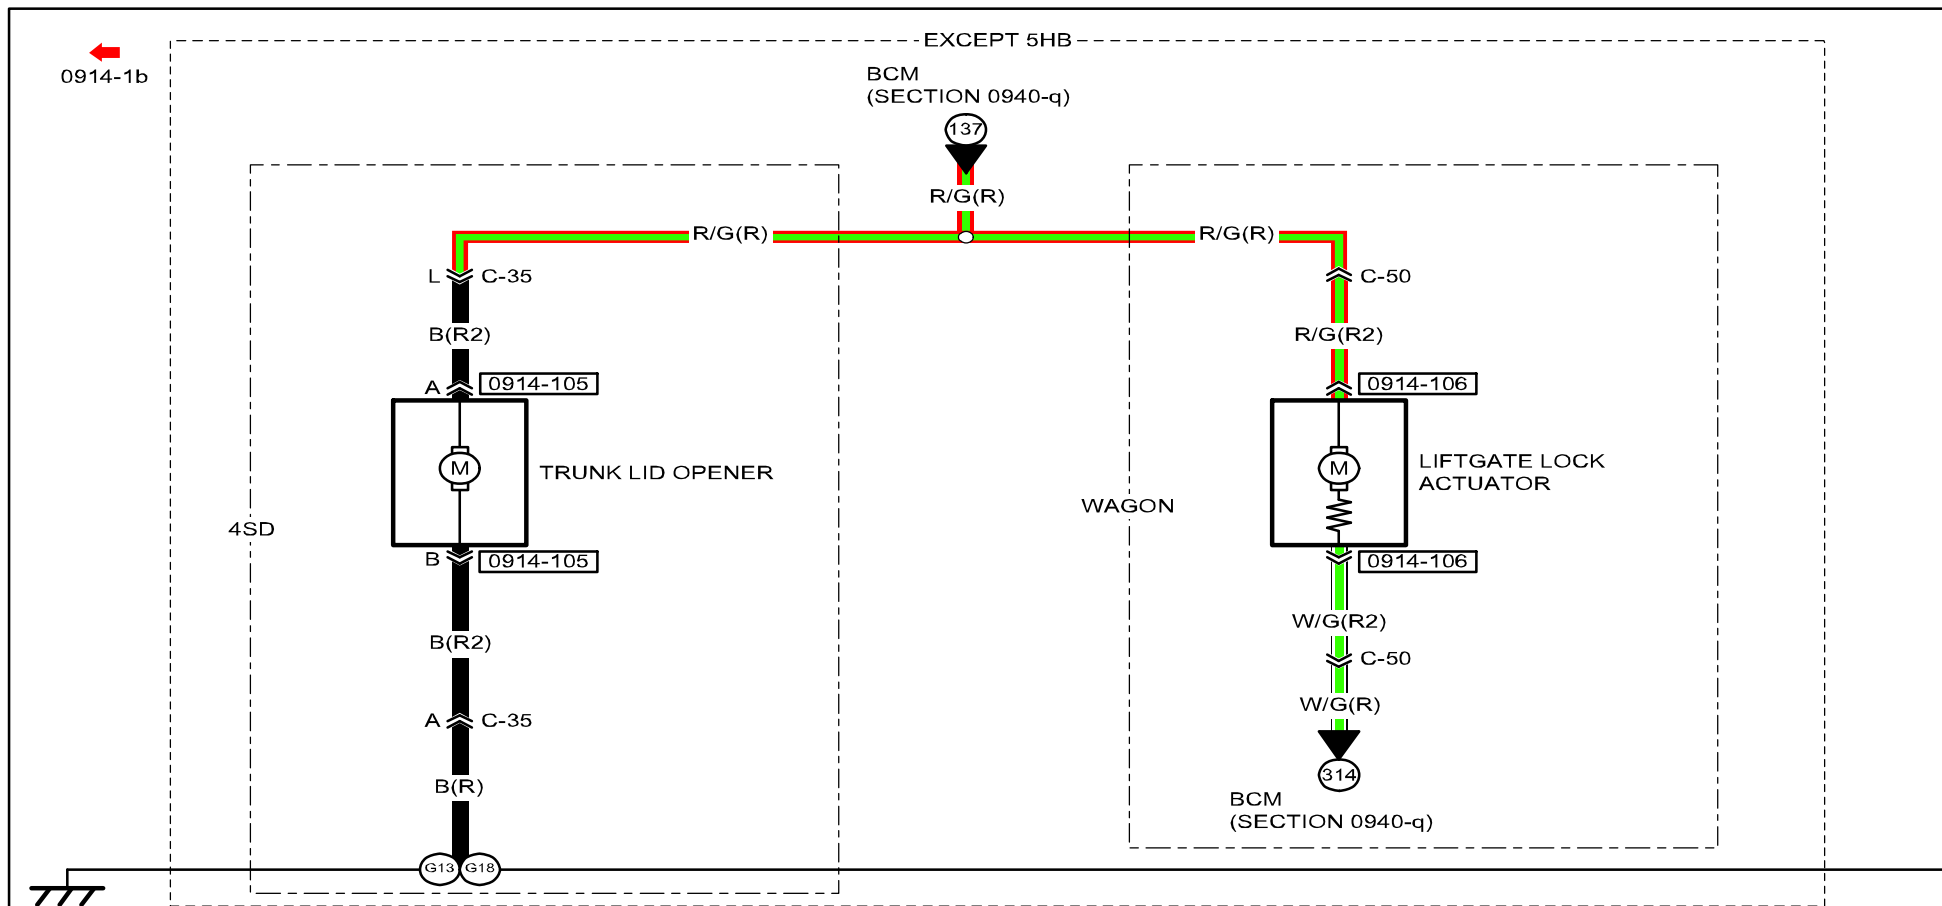 EXCEPT 5HB
0914-1b
BCM
(SECTION 0940-q)
137
R/G(R)
R/G(R)
R/G(R)
L
C-35
C-50
B(R2)
R/G(R2)
A
0914-105
0914-106
M
TRUNK LID OPENER
M
LIFTGATE LOCK
ACTUATOR
WAGON
4SD
B
0914-105
0914-106
W/G(R2)
B(R2)
C-50
W/G(R)
A
C-35
314
B(R)
BCM
(SECTION 0940-q)
G13
G18